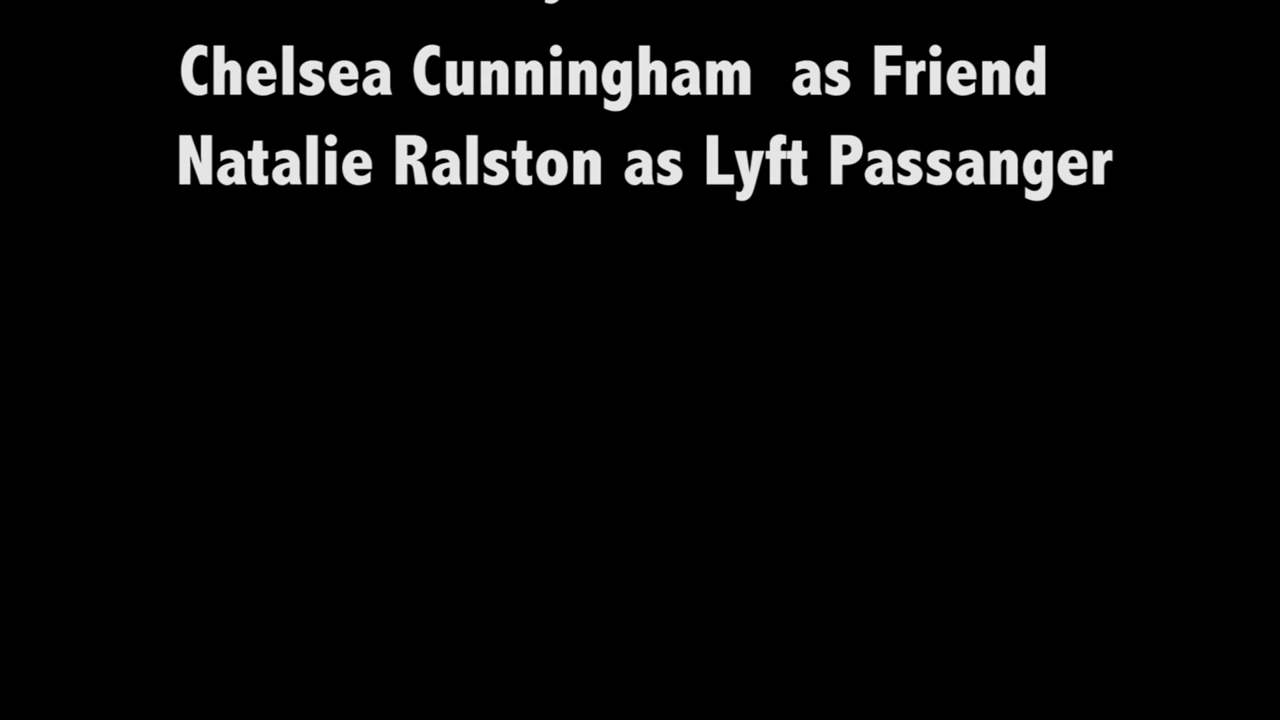 Chelsea Cunningham  as Friend
Natalie Ralston as Lyft Passanger